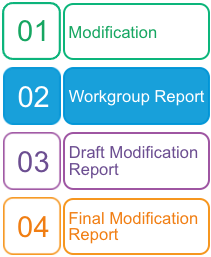 01 Modification
02 Workgroup Report
03 Draft Modification
Report
04 Final Modification
Report